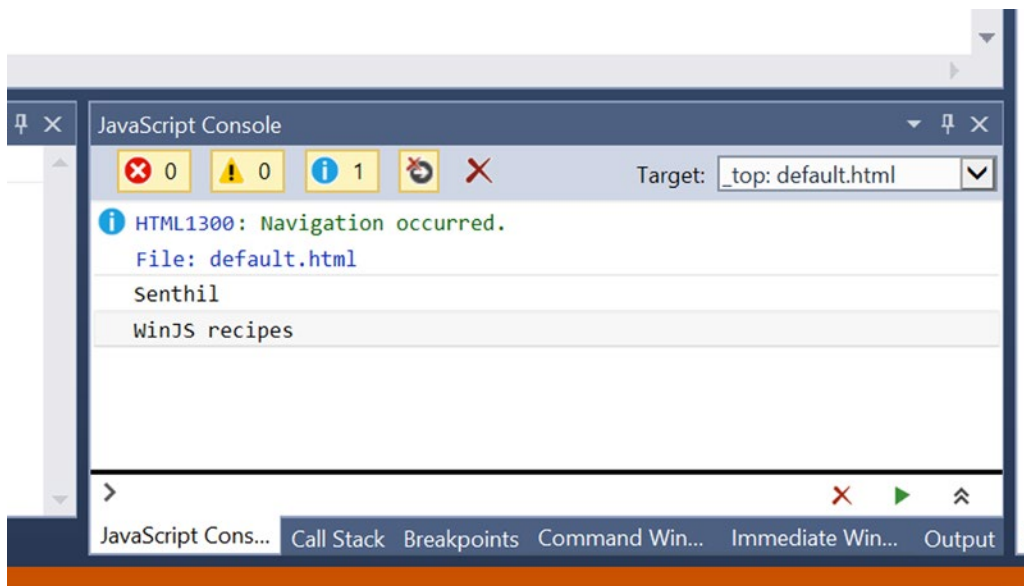 JavaScript Console
0 0 1 Target: _top: default.html
HTML1300: Navigation occurred.
File: default.html
Senthil
WinJS recipes
JavaScript Cons... Call Stack Breakpoints Command Win... Immediate Win... Output